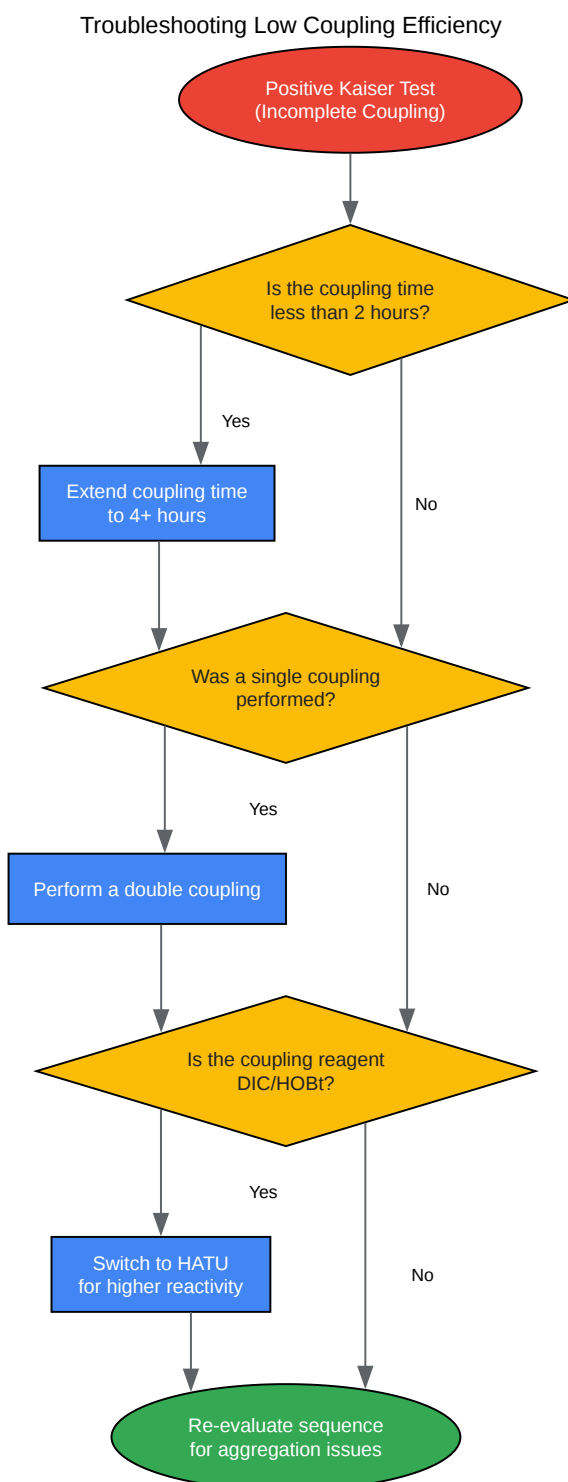 Troubleshooting Low Coupling Efficiency
Positive Kaiser Test
(Incomplete Coupling)
Is the coupling time
less than 2 hours?
Yes
Extend coupling time
to 4+ hours
No
Was a single coupling
performed?
Yes
Perform a double coupling
No
Is the coupling reagent
DIC/HOBt?
Yes
Switch to HATU
for higher reactivity
No
Re-evaluate sequence
for aggregation issues